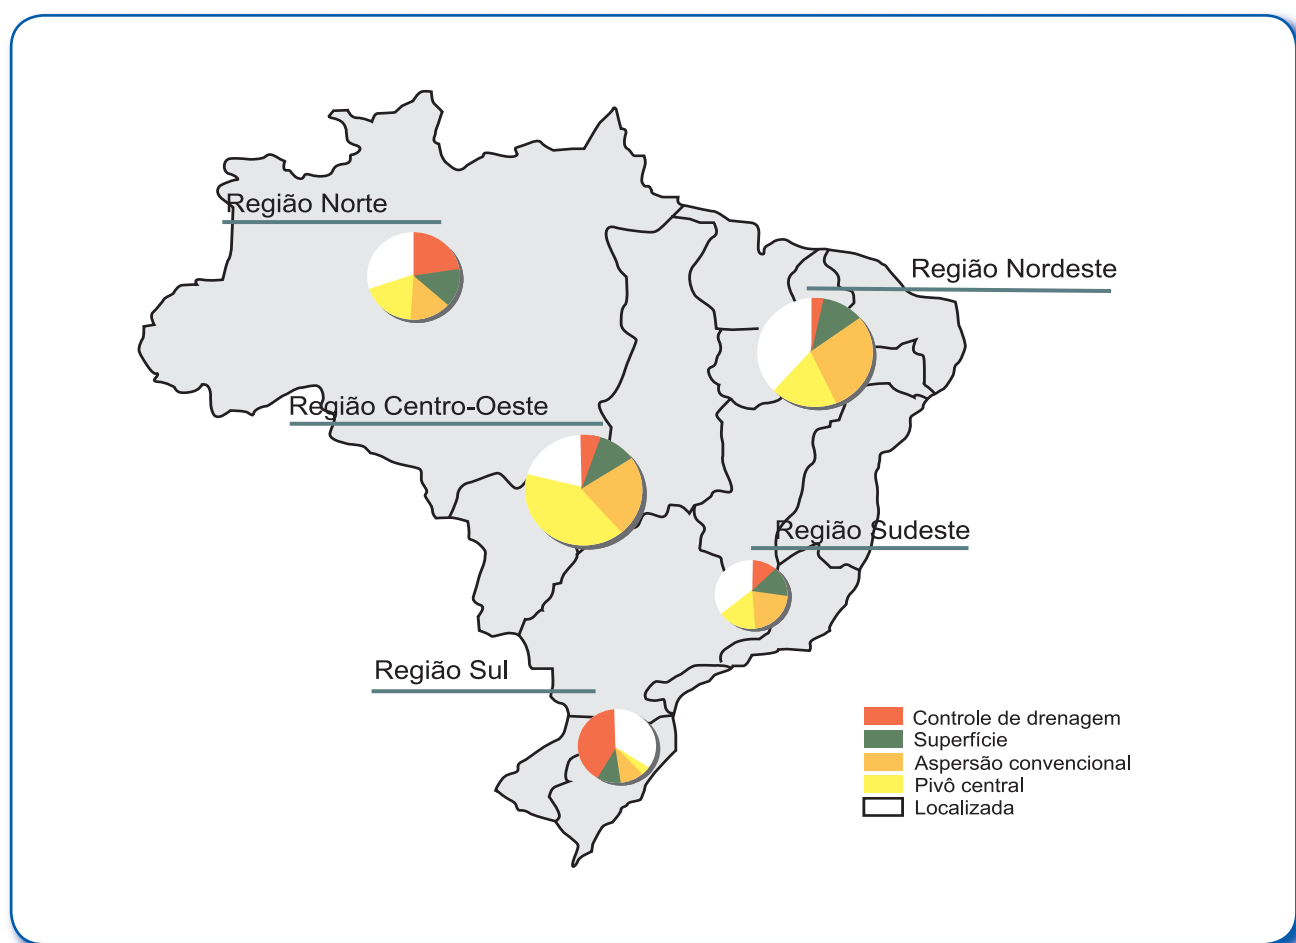 Região Norte
Região Nordeste
Região Centro-Oeste
Região Sudeste
Região Sul
Controle de drenagem
Superfície
Aspersão convencional
Pivô central
Localizada